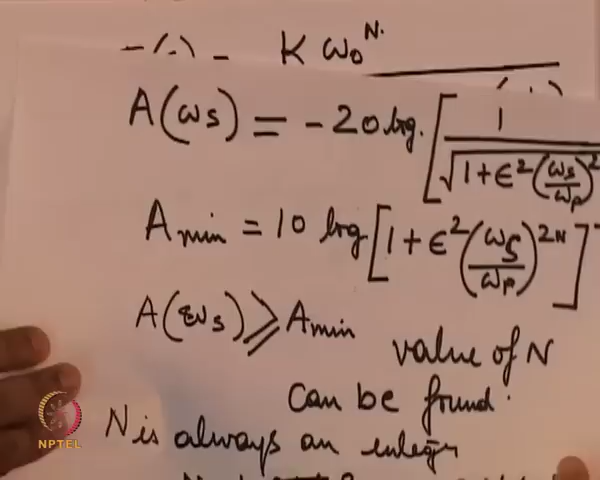 K ω₀ᴺ·
A(ωs) = -20 log. [ 1 / √1+ϵ²(ωs/ωp)²
Amin = 10 log [1+ϵ²(ωs/ωp)²ᴺ]
A(ωs) ⩾ Amin value of N
can be found.
N is always an integer
NPTEL